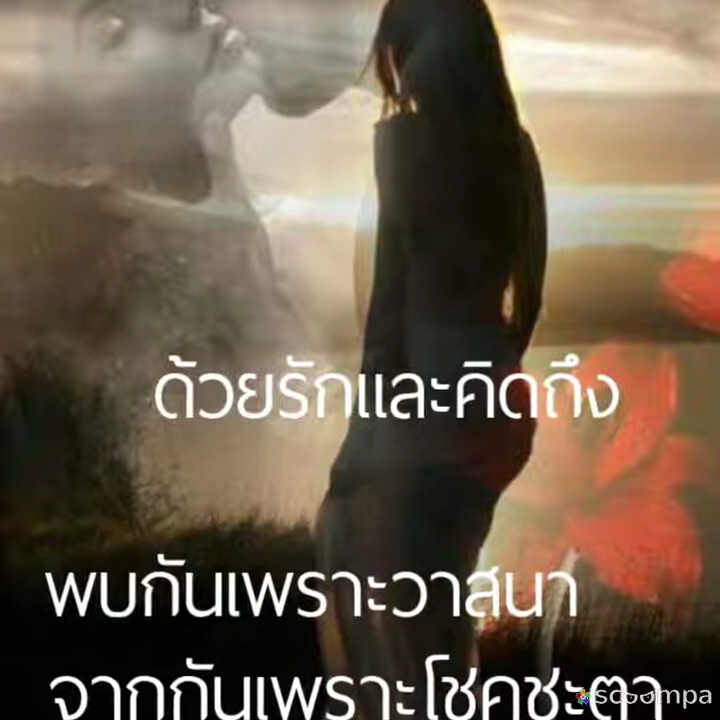 ด้วยรักและคิดถึง
พบกันเพราะวาสนา
จากกันเพราะโชคชะตา
scoompa